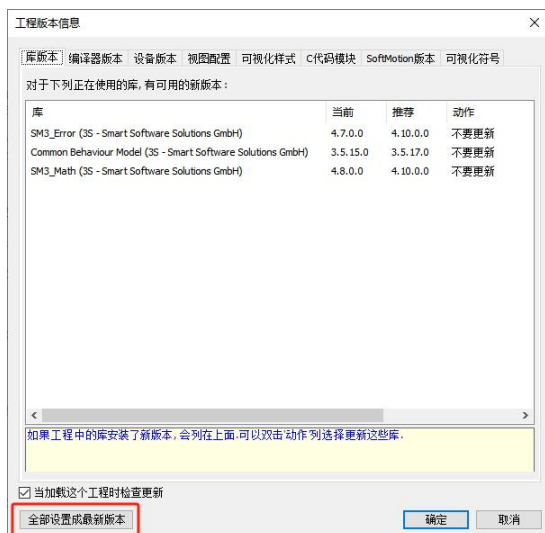 工程版本信息
库版本 编译器版本 设备版本 视图配置 可视化样式 C代码模块 SoftMotion版本 可视化符号
对于下列正在使用的库,有可用的新版本:
库 当前 推荐 动作
SM3_Error (3S - Smart Software Solutions GmbH) 4.7.0.0 4.10.0.0 不要更新
Common Behaviour Model (3S - Smart Software Solutions GmbH) 3.5.15.0 3.5.17.0 不要更新
SM3_Math (3S - Smart Software Solutions GmbH) 4.8.0.0 4.10.0.0 不要更新
如果工程中的库安装了新版本,会列在上面.可以双击'动作'列选择更新这些库.
当加载这个工程时检查更新
全部设置成最新版本 确定 取消